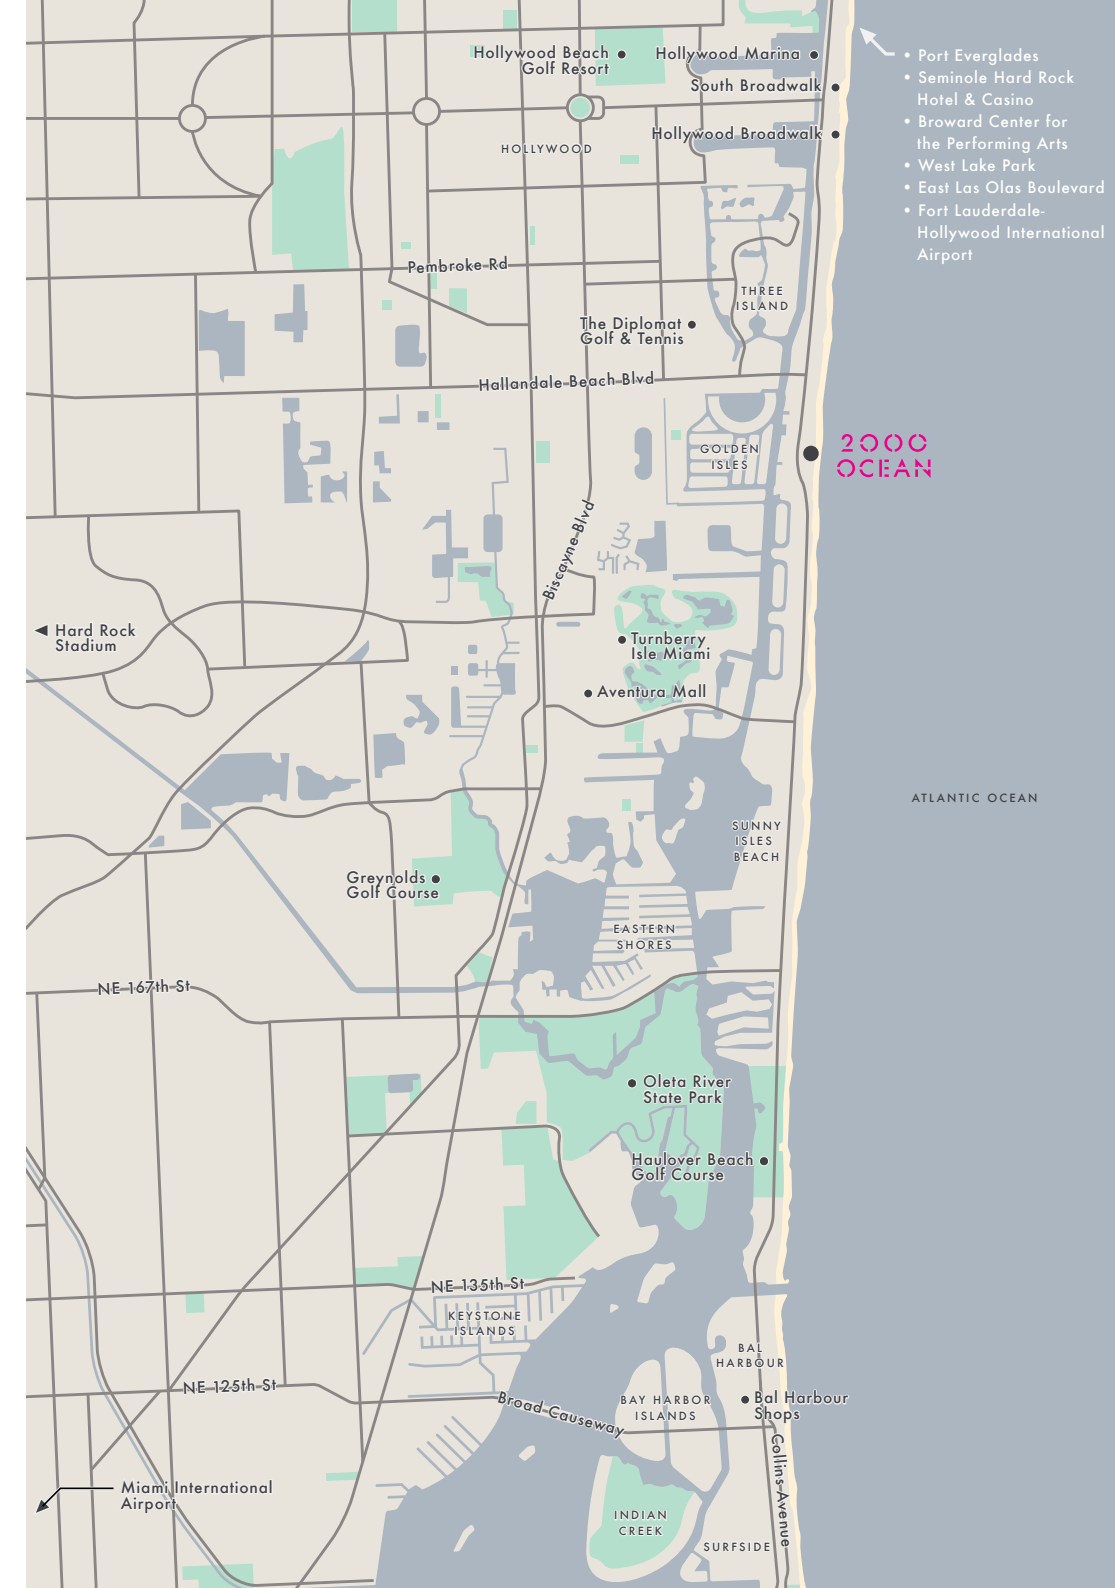 Hollywood Beach
Golf Resort
Hollywood Marina
South Broadwalk
Hollywood Broadwalk
• Port Everglades
• Seminole Hard Rock
Hotel & Casino
• Broward Center for
the Performing Arts
• West Lake Park
• East Las Olas Boulevard
• Fort Lauderdale-
Hollywood International
Airport
HOLLYWOOD
Pembroke Rd
THREE
ISLAND
The Diplomat
Golf & Tennis
Hallandale Beach Blvd
GOLDEN
ISLES
2000
OCEAN
Biscayne Blvd
Hard Rock
Stadium
Turnberry
Isle Miami
Aventura Mall
ATLANTIC OCEAN
SUNNY
ISLES
BEACH
Greynolds
Golf Course
EASTERN
SHORES
NE 167th St
Oleta River
State Park
Haulover Beach
Golf Course
NE 135th St
KEYSTONE
ISLANDS
BAL
HARBOUR
NE 125th St
Broad Causeway
BAY HARBOR
ISLANDS
Bal Harbour
Shops
Collins Avenue
Miami International
Airport
INDIAN
CREEK
SURFSIDE